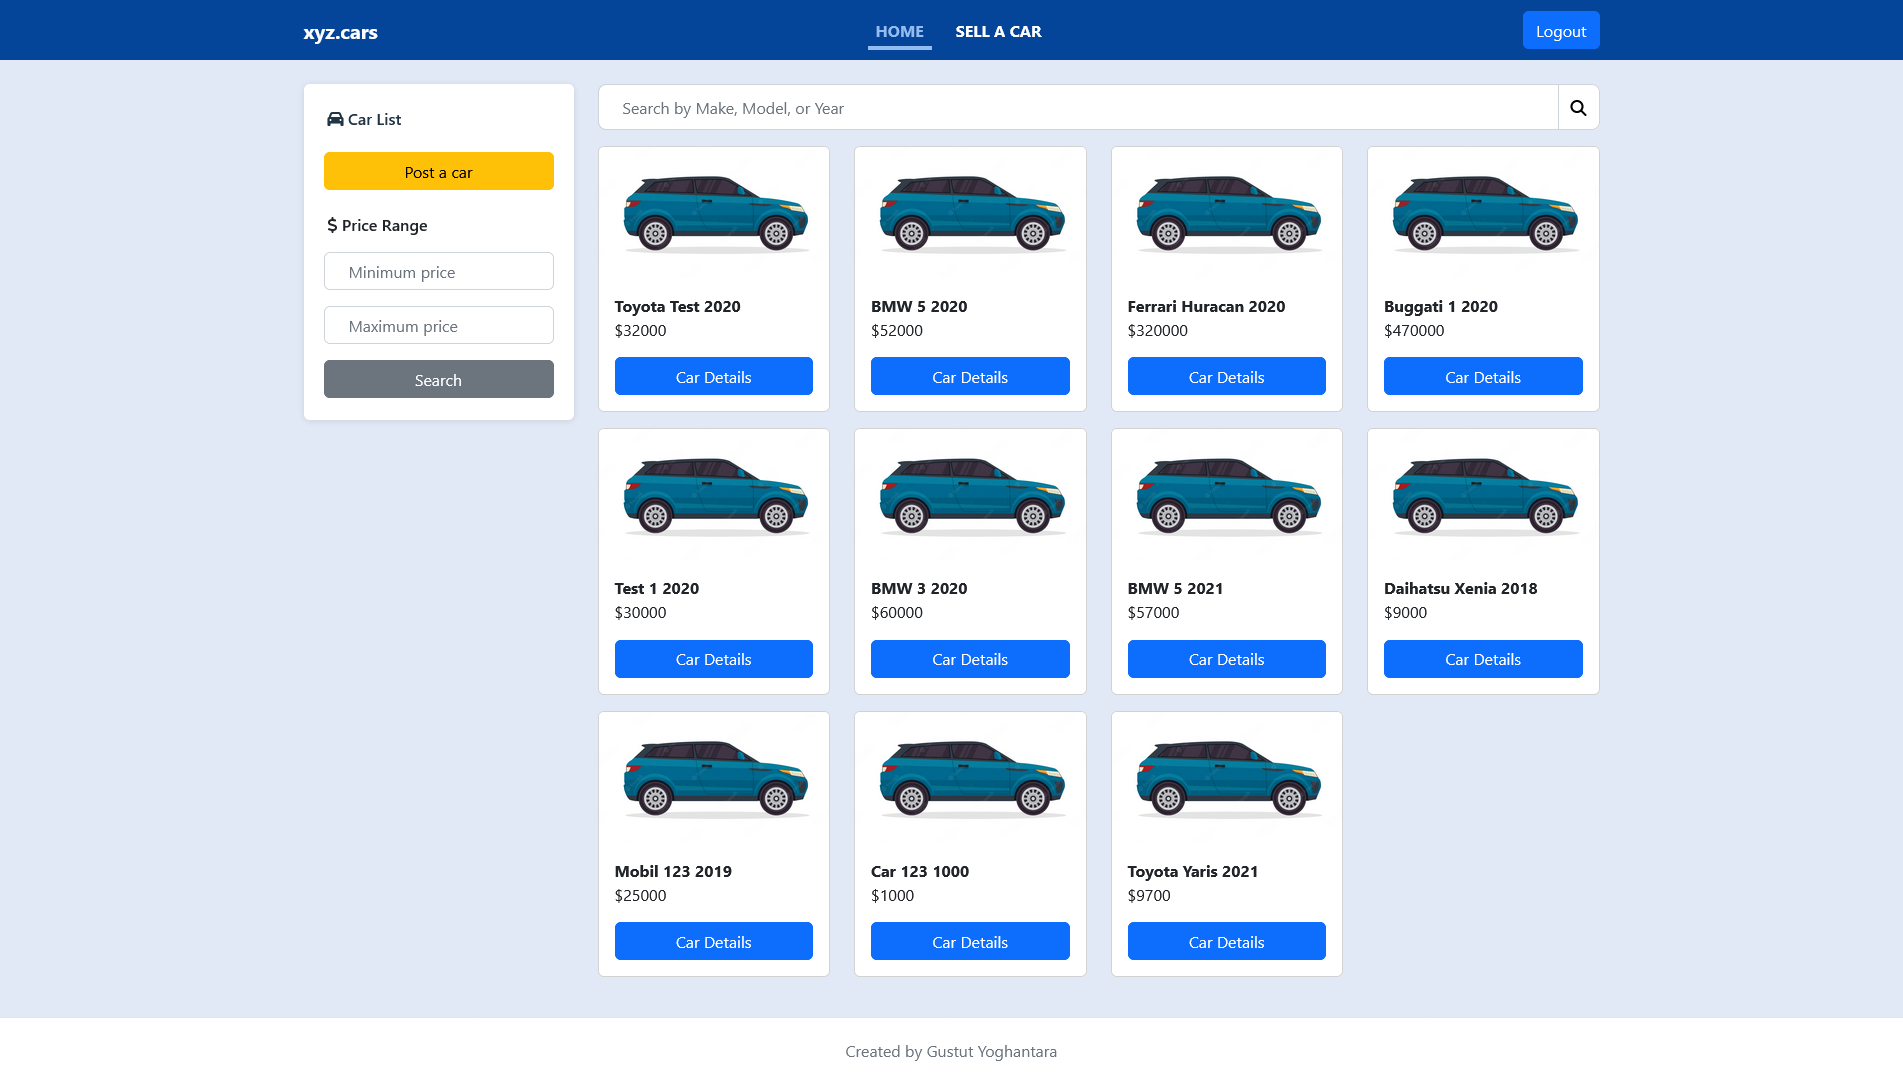 xyz.cars
HOME
SELL A CAR
Logout
Car List
Post a car
$ Price Range
Minimum price
Maximum price
Search
Search by Make, Model, or Year
Toyota Test 2020
$32000
Car Details
BMW 5 2020
$52000
Car Details
Ferrari Huracan 2020
$320000
Car Details
Buggati 1 2020
$470000
Car Details
Test 1 2020
$30000
Car Details
BMW 3 2020
$60000
Car Details
BMW 5 2021
$57000
Car Details
Daihatsu Xenia 2018
$9000
Car Details
Mobil 123 2019
$25000
Car Details
Car 123 1000
$1000
Car Details
Toyota Yaris 2021
$9700
Car Details
Created by Gustut Yoghantara